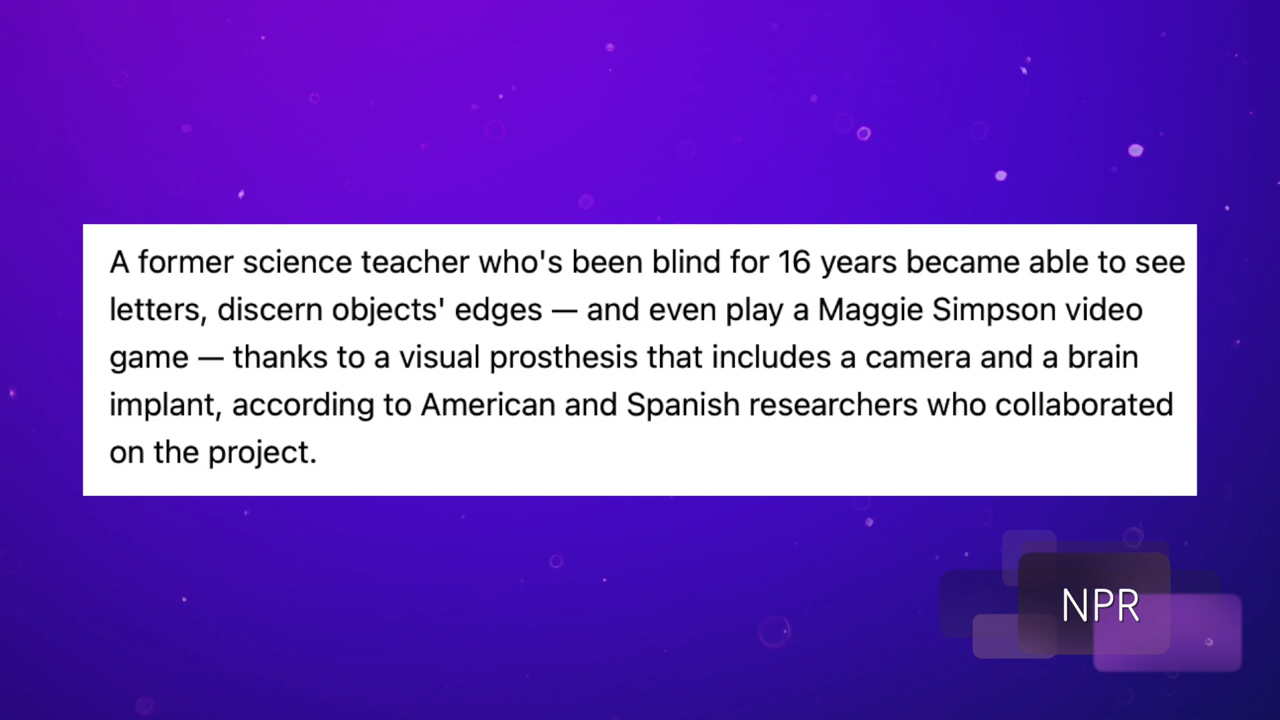 A former science teacher who's been blind for 16 years became able to see
letters, discern objects' edges — and even play a Maggie Simpson video
game — thanks to a visual prosthesis that includes a camera and a brain
implant, according to American and Spanish researchers who collaborated
on the project.
NPR